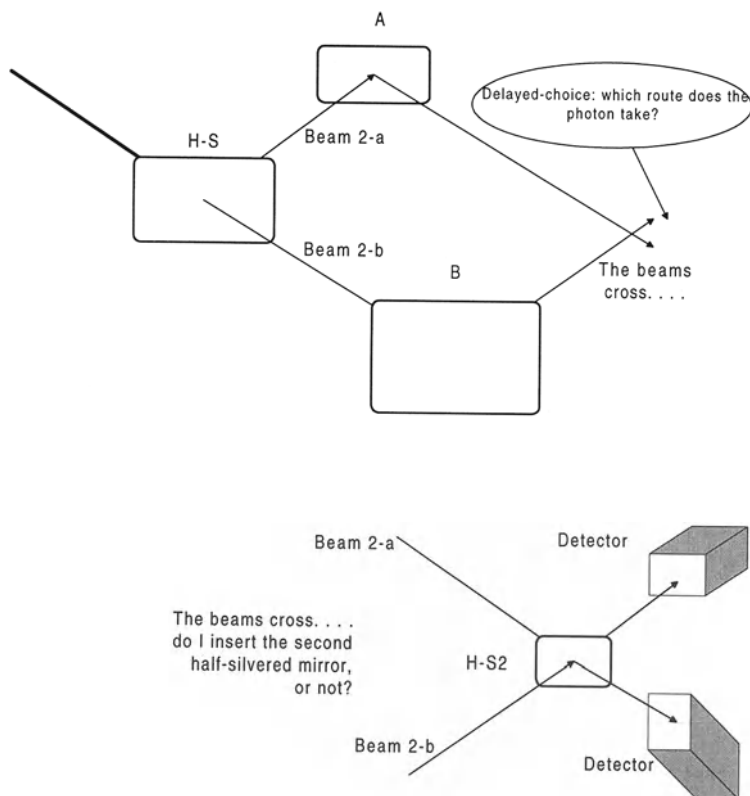 A
Delayed-choice: which route does the
photon take?
H-S
Beam 2-a
Beam 2-b
B
The beams
cross. . . .
Beam 2-a
Detector
The beams cross. . . .
do I insert the second
half-silvered mirror,
or not?
H-S2
Beam 2-b
Detector